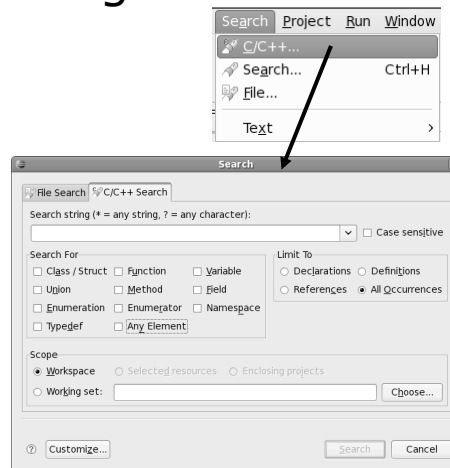 Search Project Run Window
C/C++...
Search... Ctrl+H
File...
Text >
Search
File Search C/C++ Search
Search string (* = any string, ? = any character):
Case sensitive
Search For Limit To
Class / Struct Function Variable Declarations Definitions
Union Method Field References All Occurrences
Enumeration Enumerator Namespace
Typedef Any Element
Scope
Workspace Selected resources Enclosing projects
Working set: Choose...
? Customize... Search Cancel